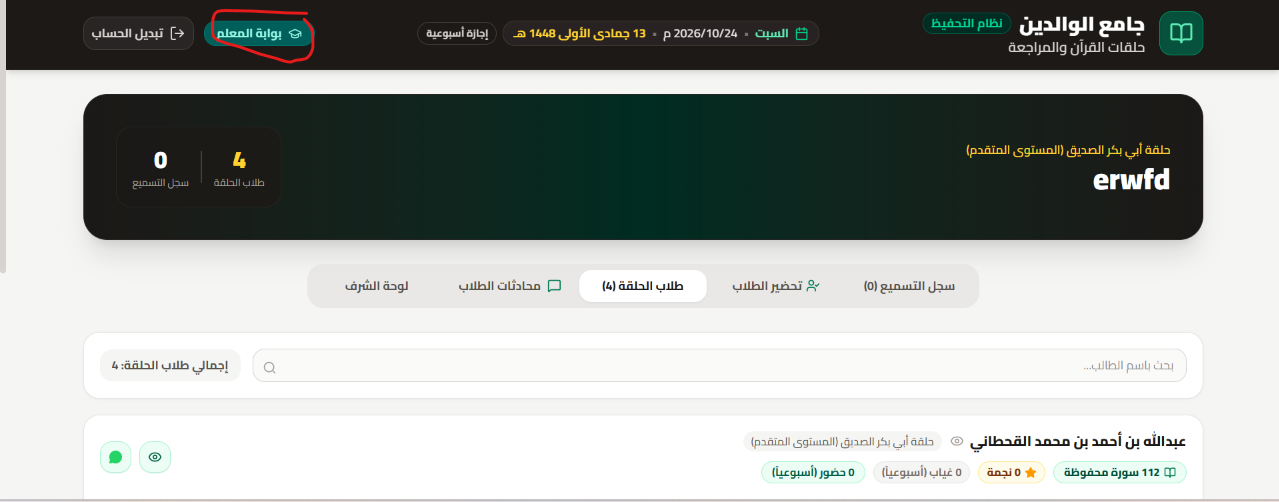 جامع الوالدين نظام التحفيظ
حلقات القرآن والمراجعة
السبت • 2026/10/24 م • 13 جمادى الأولى 1448 هـ
إجازة أسبوعية
بوابة المعلم
تبديل الحساب
حلقة أبي بكر الصديق (المستوى المتقدم)
erwfd
4
طلاب الحلقة
0
سجل التسميع
سجل التسميع (0)
تحضير الطلاب
طلاب الحلقة (4)
محادثات الطلاب
لوحة الشرف
بحث باسم الطالب...
إجمالي طلاب الحلقة: 4
عبدالله بن أحمد بن محمد القحطاني
حلقة أبي بكر الصديق (المستوى المتقدم)
112 سورة محفوظة
0 نجمة
0 غياب (أسبوعياً)
0 حضور (أسبوعياً)